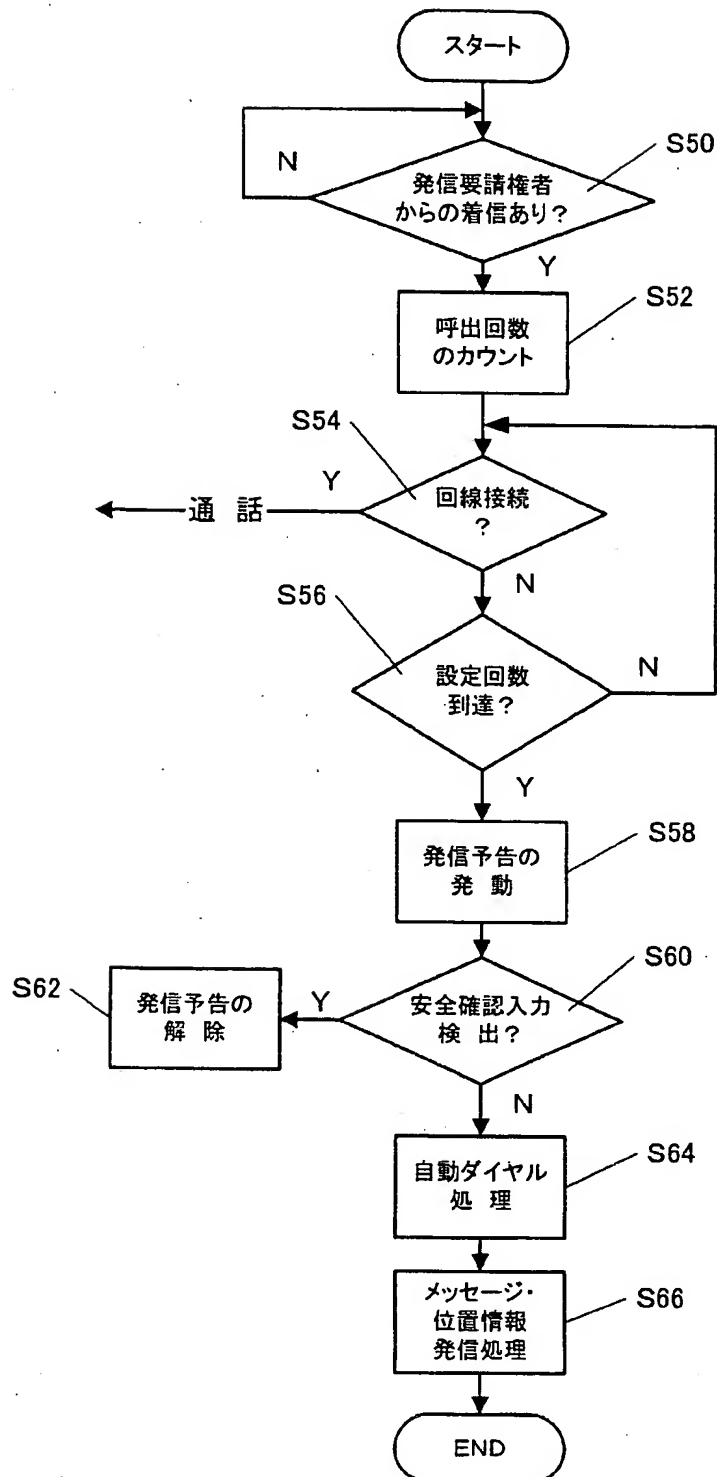 スタート
S50
N
発信要請権者
からの着信あり？
Y
S52
呼出回数
のカウント
S54
Y
回線接続
？
通 話
N
S56
設定回数
到達？
N
Y
S58
発信予告の
発 動
S60
安全確認入力
検 出？
Y
S62
発信予告の
解 除
N
S64
自動ダイヤル
処 理
S66
メッセージ・
位置情報
発信処理
END